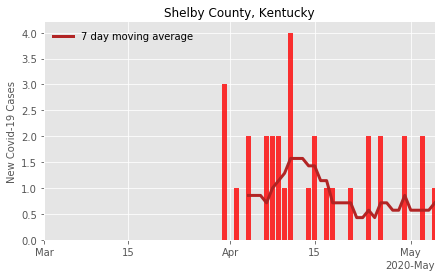 Shelby County, Kentucky
7 day moving average
New Covid-19 Cases
4.0
3.5
3.0
2.5
2.0
1.5
1.0
0.5
0.0
Mar 15 Apr 15 May
2020-May